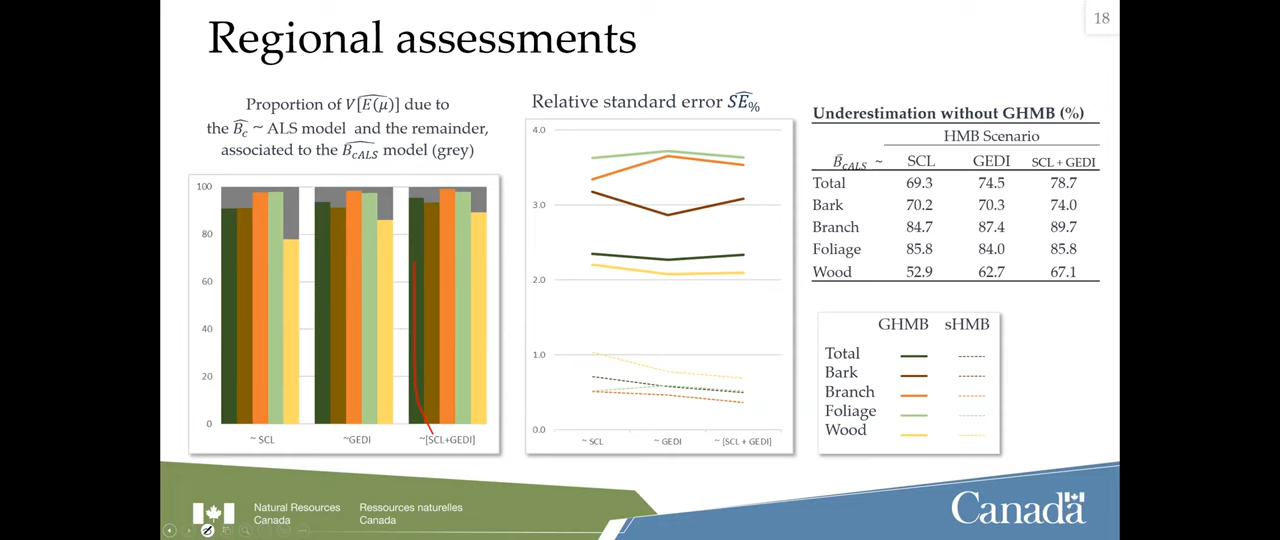 18
Regional assessments
Proportion of V[E(μ)] due to
the B̂c ~ ALS model and the remainder,
associated to the B̂cALS model (grey)
100
80
60
40
20
0
~ SCL
~GEDI
~[SCL+GEDI]
Relative standard error ŜE%
4.0
3.0
2.0
1.0
0.0
~ SCL
~ GEDI
~ [SCL + GEDI]
Underestimation without GHMB (%)
HMB Scenario
B̂cALS ~ SCL GEDI SCL + GEDI
Total 69.3 74.5 78.7
Bark 70.2 70.3 74.0
Branch 84.7 87.4 89.7
Foliage 85.8 84.0 85.8
Wood 52.9 62.7 67.1
GHMB sHMB
Total
Bark
Branch
Foliage
Wood
Natural Resources
Canada
Ressources naturelles
Canada
Canada